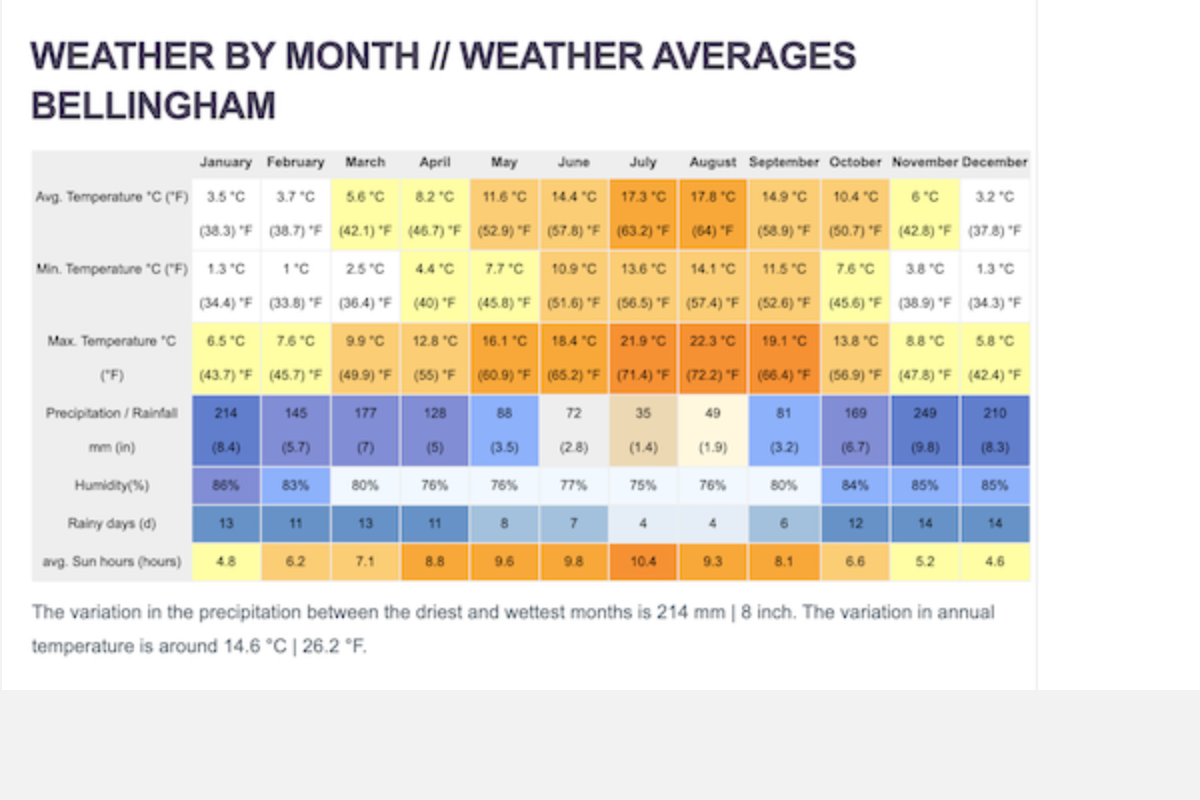 WEATHER BY MONTH // WEATHER AVERAGES
BELLINGHAM
January February March April May June July August September October November December
Avg. Temperature °C (°F) 3.5 °C 3.7 °C 5.6 °C 8.2 °C 11.6 °C 14.4 °C 17.3 °C 17.8 °C 14.9 °C 10.4 °C 6 °C 3.2 °C
(38.3) °F (38.7) °F (42.1) °F (46.7) °F (52.9) °F (57.8) °F (63.2) °F (64) °F (58.9) °F (50.7) °F (42.8) °F (37.8) °F
Min. Temperature °C (°F) 1.3 °C 1 °C 2.5 °C 4.4 °C 7.7 °C 10.9 °C 13.6 °C 14.1 °C 11.5 °C 7.6 °C 3.8 °C 1.3 °C
(34.4) °F (33.8) °F (36.4) °F (40) °F (45.8) °F (51.6) °F (56.5) °F (57.4) °F (52.6) °F (45.6) °F (38.9) °F (34.3) °F
Max. Temperature °C 6.5 °C 7.6 °C 9.9 °C 12.8 °C 16.1 °C 18.4 °C 21.9 °C 22.3 °C 19.1 °C 13.8 °C 8.8 °C 5.8 °C
(°F) (43.7) °F (45.7) °F (49.9) °F (55) °F (60.9) °F (65.2) °F (71.4) °F (72.2) °F (66.4) °F (56.9) °F (47.8) °F (42.4) °F
Precipitation / Rainfall 214 145 177 128 88 72 35 49 81 169 249 210
mm (in) (8.4) (5.7) (7) (5) (3.5) (2.8) (1.4) (1.9) (3.2) (6.7) (9.8) (8.3)
Humidity(%) 86% 83% 80% 76% 76% 77% 75% 76% 80% 84% 85% 85%
Rainy days (d) 13 11 13 11 8 7 4 4 6 12 14 14
avg. Sun hours (hours) 4.8 6.2 7.1 8.8 9.6 9.8 10.4 9.3 8.1 6.6 5.2 4.6
The variation in the precipitation between the driest and wettest months is 214 mm | 8 inch. The variation in annual
temperature is around 14.6 °C | 26.2 °F.